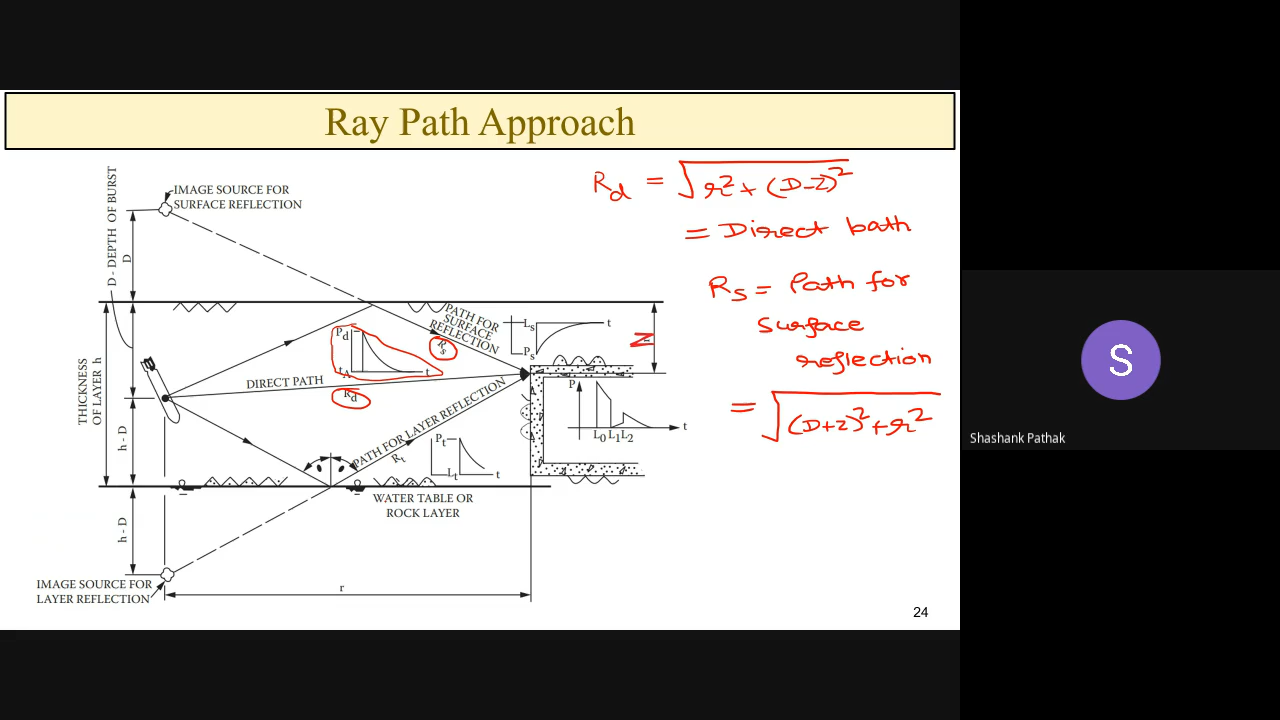 Ray Path Approach
IMAGE SOURCE FOR
SURFACE REFLECTION
D - DEPTH OF BURST
D
THICKNESS
OF LAYER h
h - D
h - D
PATH FOR
SURFACE
REFLECTION
Rs
Pd
tA
t
DIRECT PATH
Rd
PATH FOR LAYER REFLECTION
Rt
Pt
Lt
t
Ls
Ps
t
Z
P
L0 L1 L2
t
WATER TABLE OR
ROCK LAYER
IMAGE SOURCE FOR
LAYER REFLECTION
r
Rd = √r²+(D-Z)²
= Direct bath
Rs = Path for
surface
reflection
= √(D+Z)²+r²
24
S
Shashank Pathak